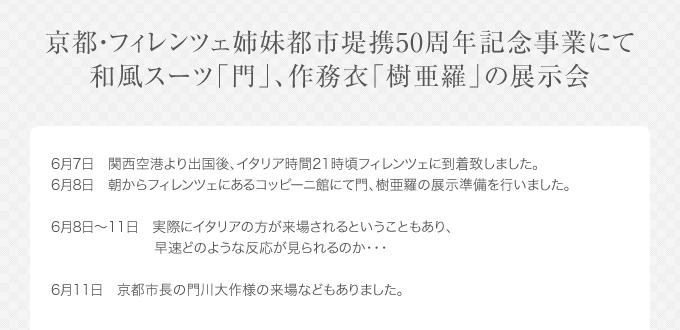 京都・フィレンツェ姉妹都市堤携50周年記念事業にて
和風スーツ「門」、作務衣「樹亜羅」の展示会
6月7日　関西空港より出国後、イタリア時間21時頃フィレンツェに到着致しました。
6月8日　朝からフィレンツェにあるコッピーニ館にて門、樹亜羅の展示準備を行いました。
6月8日～11日　実際にイタリアの方が来場されるということもあり、
早速どのような反応が見られるのか・・・
6月11日　京都市長の門川大作様の来場などもありました。